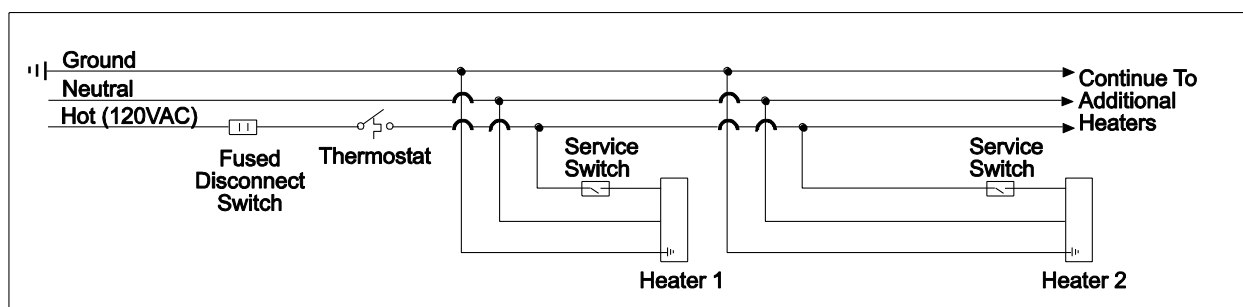 Ground
Neutral
Hot (120VAC)
Fused
Disconnect
Switch
Thermostat
Service
Switch
Heater 1
Service
Switch
Heater 2
Continue To
Additional
Heaters